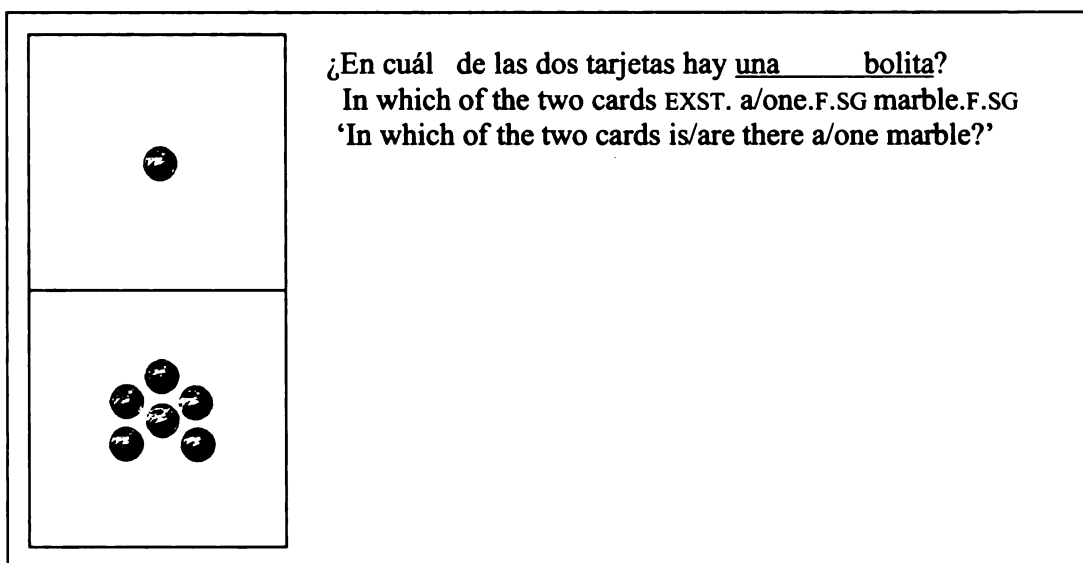 ¿En cuál de las dos tarjetas hay una bolita?
In which of the two cards EXST. a/one.F.SG marble.F.SG
‘In which of the two cards is/are there a/one marble?’